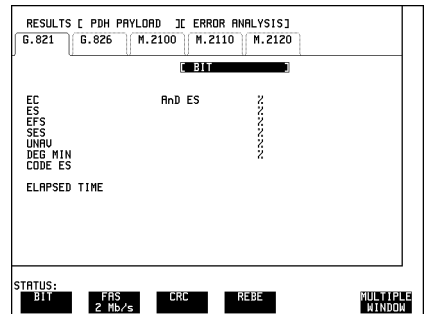 RESULTS [ PDH PAYLOAD ][ ERROR ANALYSIS]
G.821 G.826 M.2100 M.2110 M.2120
[ BIT ]
EC AnD ES %
ES %
EFS %
SES %
UNAV %
DEG MIN %
CODE ES
ELAPSED TIME
STATUS:
BIT FAS CRC REBE MULTIPLE
2 Mb/s WINDOW